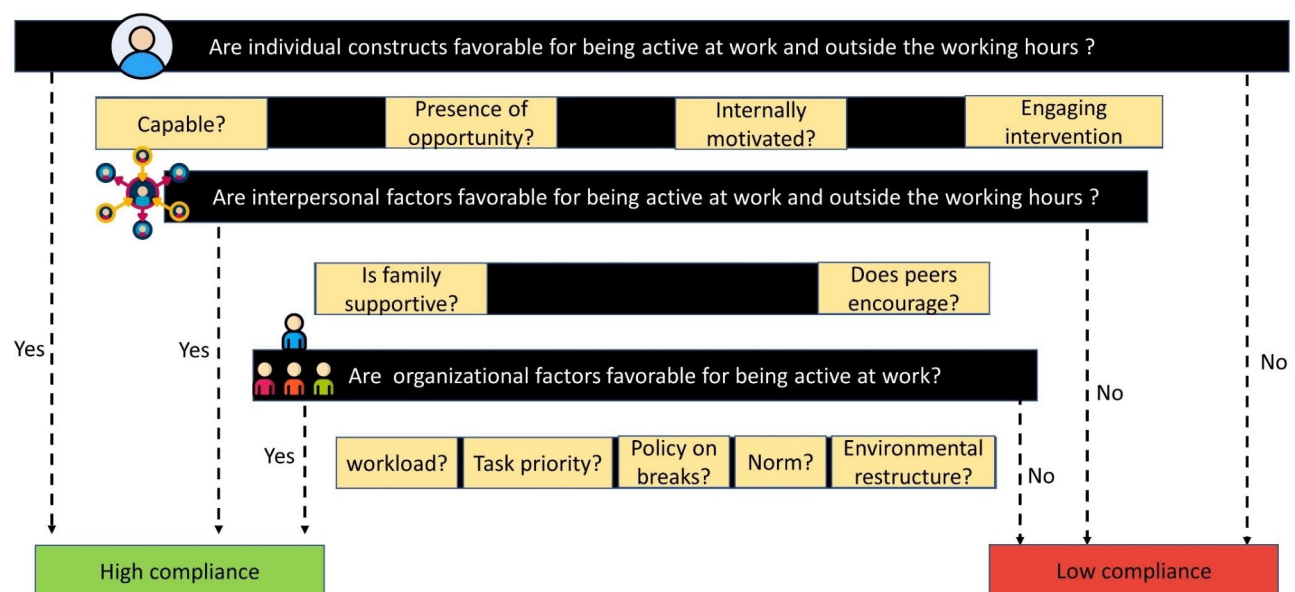 Are individual constructs favorable for being active at work and outside the working hours ?
Capable?
Presence of
opportunity?
Internally
motivated?
Engaging
intervention
Are interpersonal factors favorable for being active at work and outside the working hours ?
Is family
supportive?
Does peers
encourage?
Yes
Yes
Are  organizational factors favorable for being active at work?
No
No
Yes
workload?
Task priority?
Policy on
breaks?
Norm?
Environmental
restructure?
No
High compliance
Low compliance